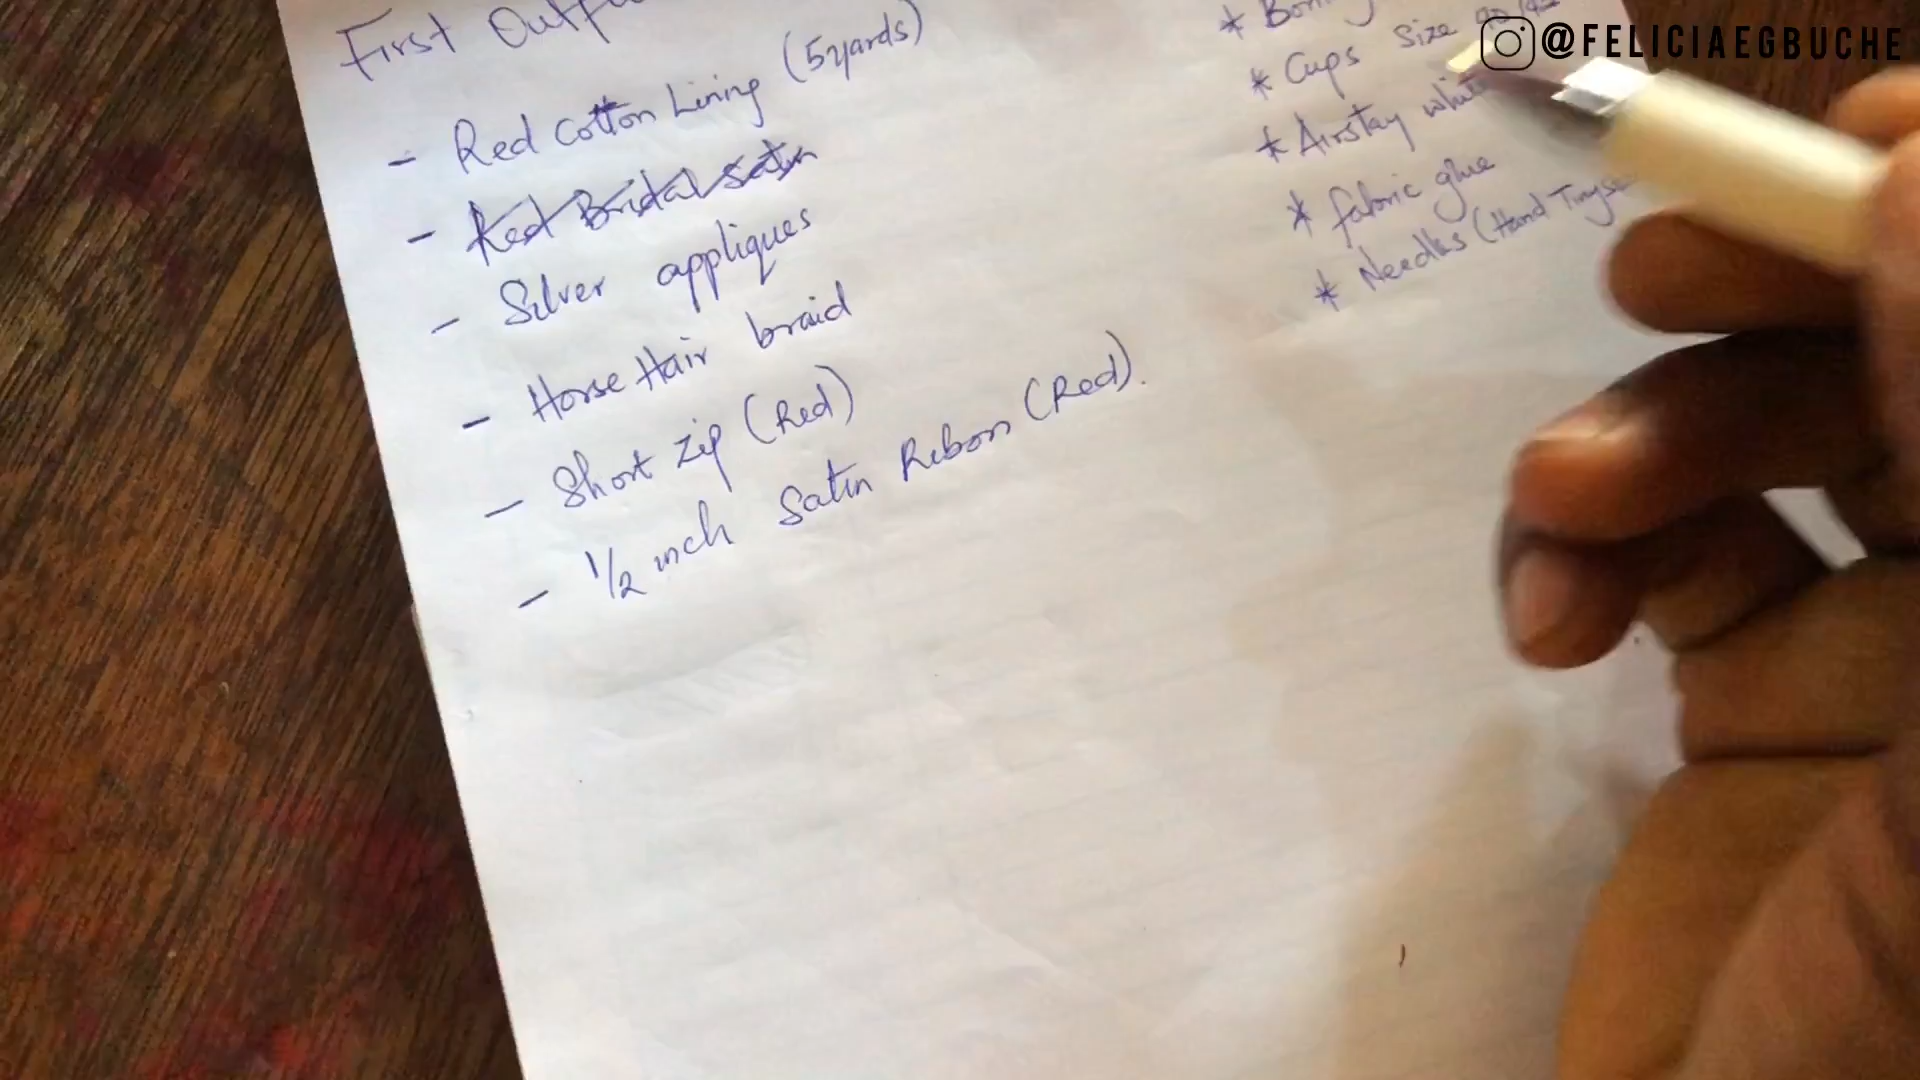 First
- Red cotton Lining (5yards)
- Red Bridal satin
- Silver appliques
- Horse Hair braid
- Short zip (Red)
- 1/2 inch Satin Ribon (Red).
* Cups Size
* Airstay
* fabric glue
* Needles (Hand
@FELICIAEGBUCHE